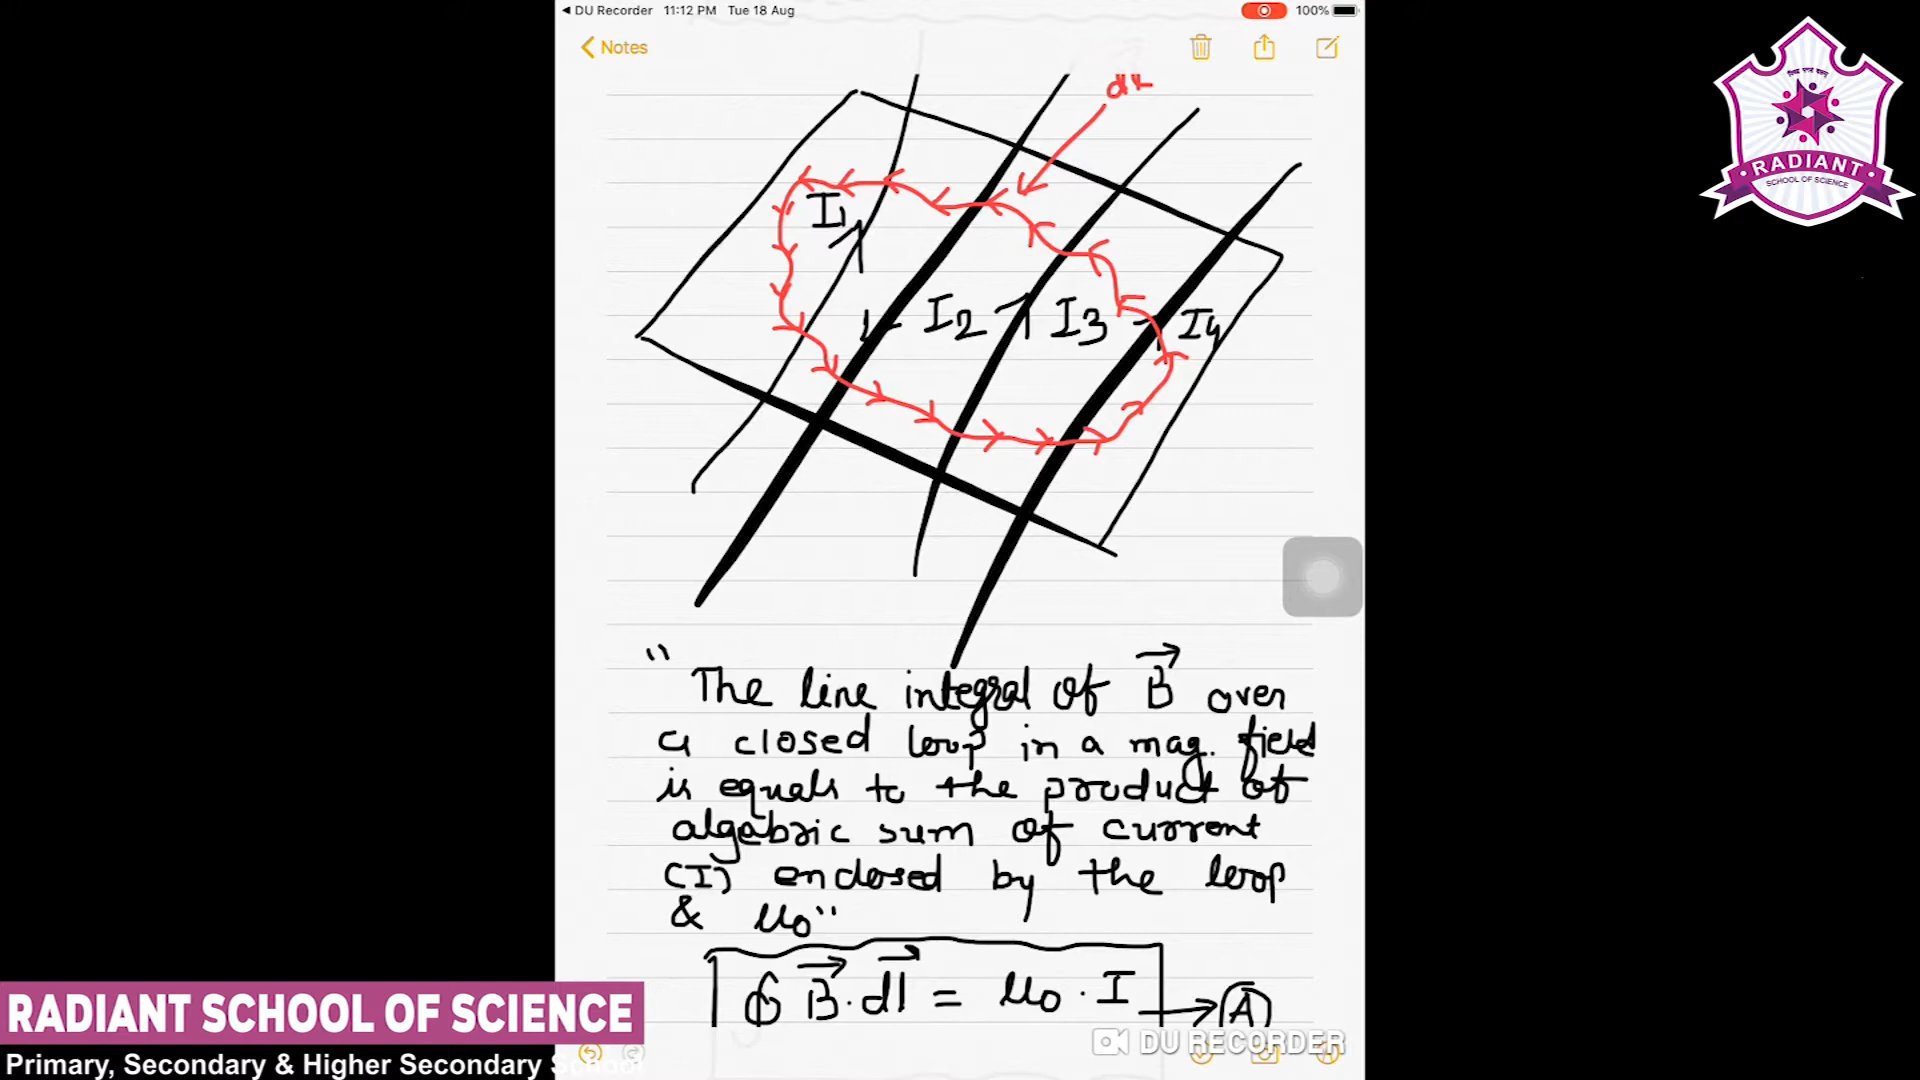 DU Recorder 11:12 PM Tue 18 Aug 100%
Notes
dl
I1
I2 I3 I4
RADIANT
SCHOOL OF SCIENCE
"The line integral of B over
a closed loop in a mag. field
is equals to the product of
algebric sum of current
(I) enclosed by the loop
& μ0"
∮ B · dl = μ0 · I → A
RADIANT SCHOOL OF SCIENCE
DU RECORDER
Primary, Secondary & Higher Secondary School